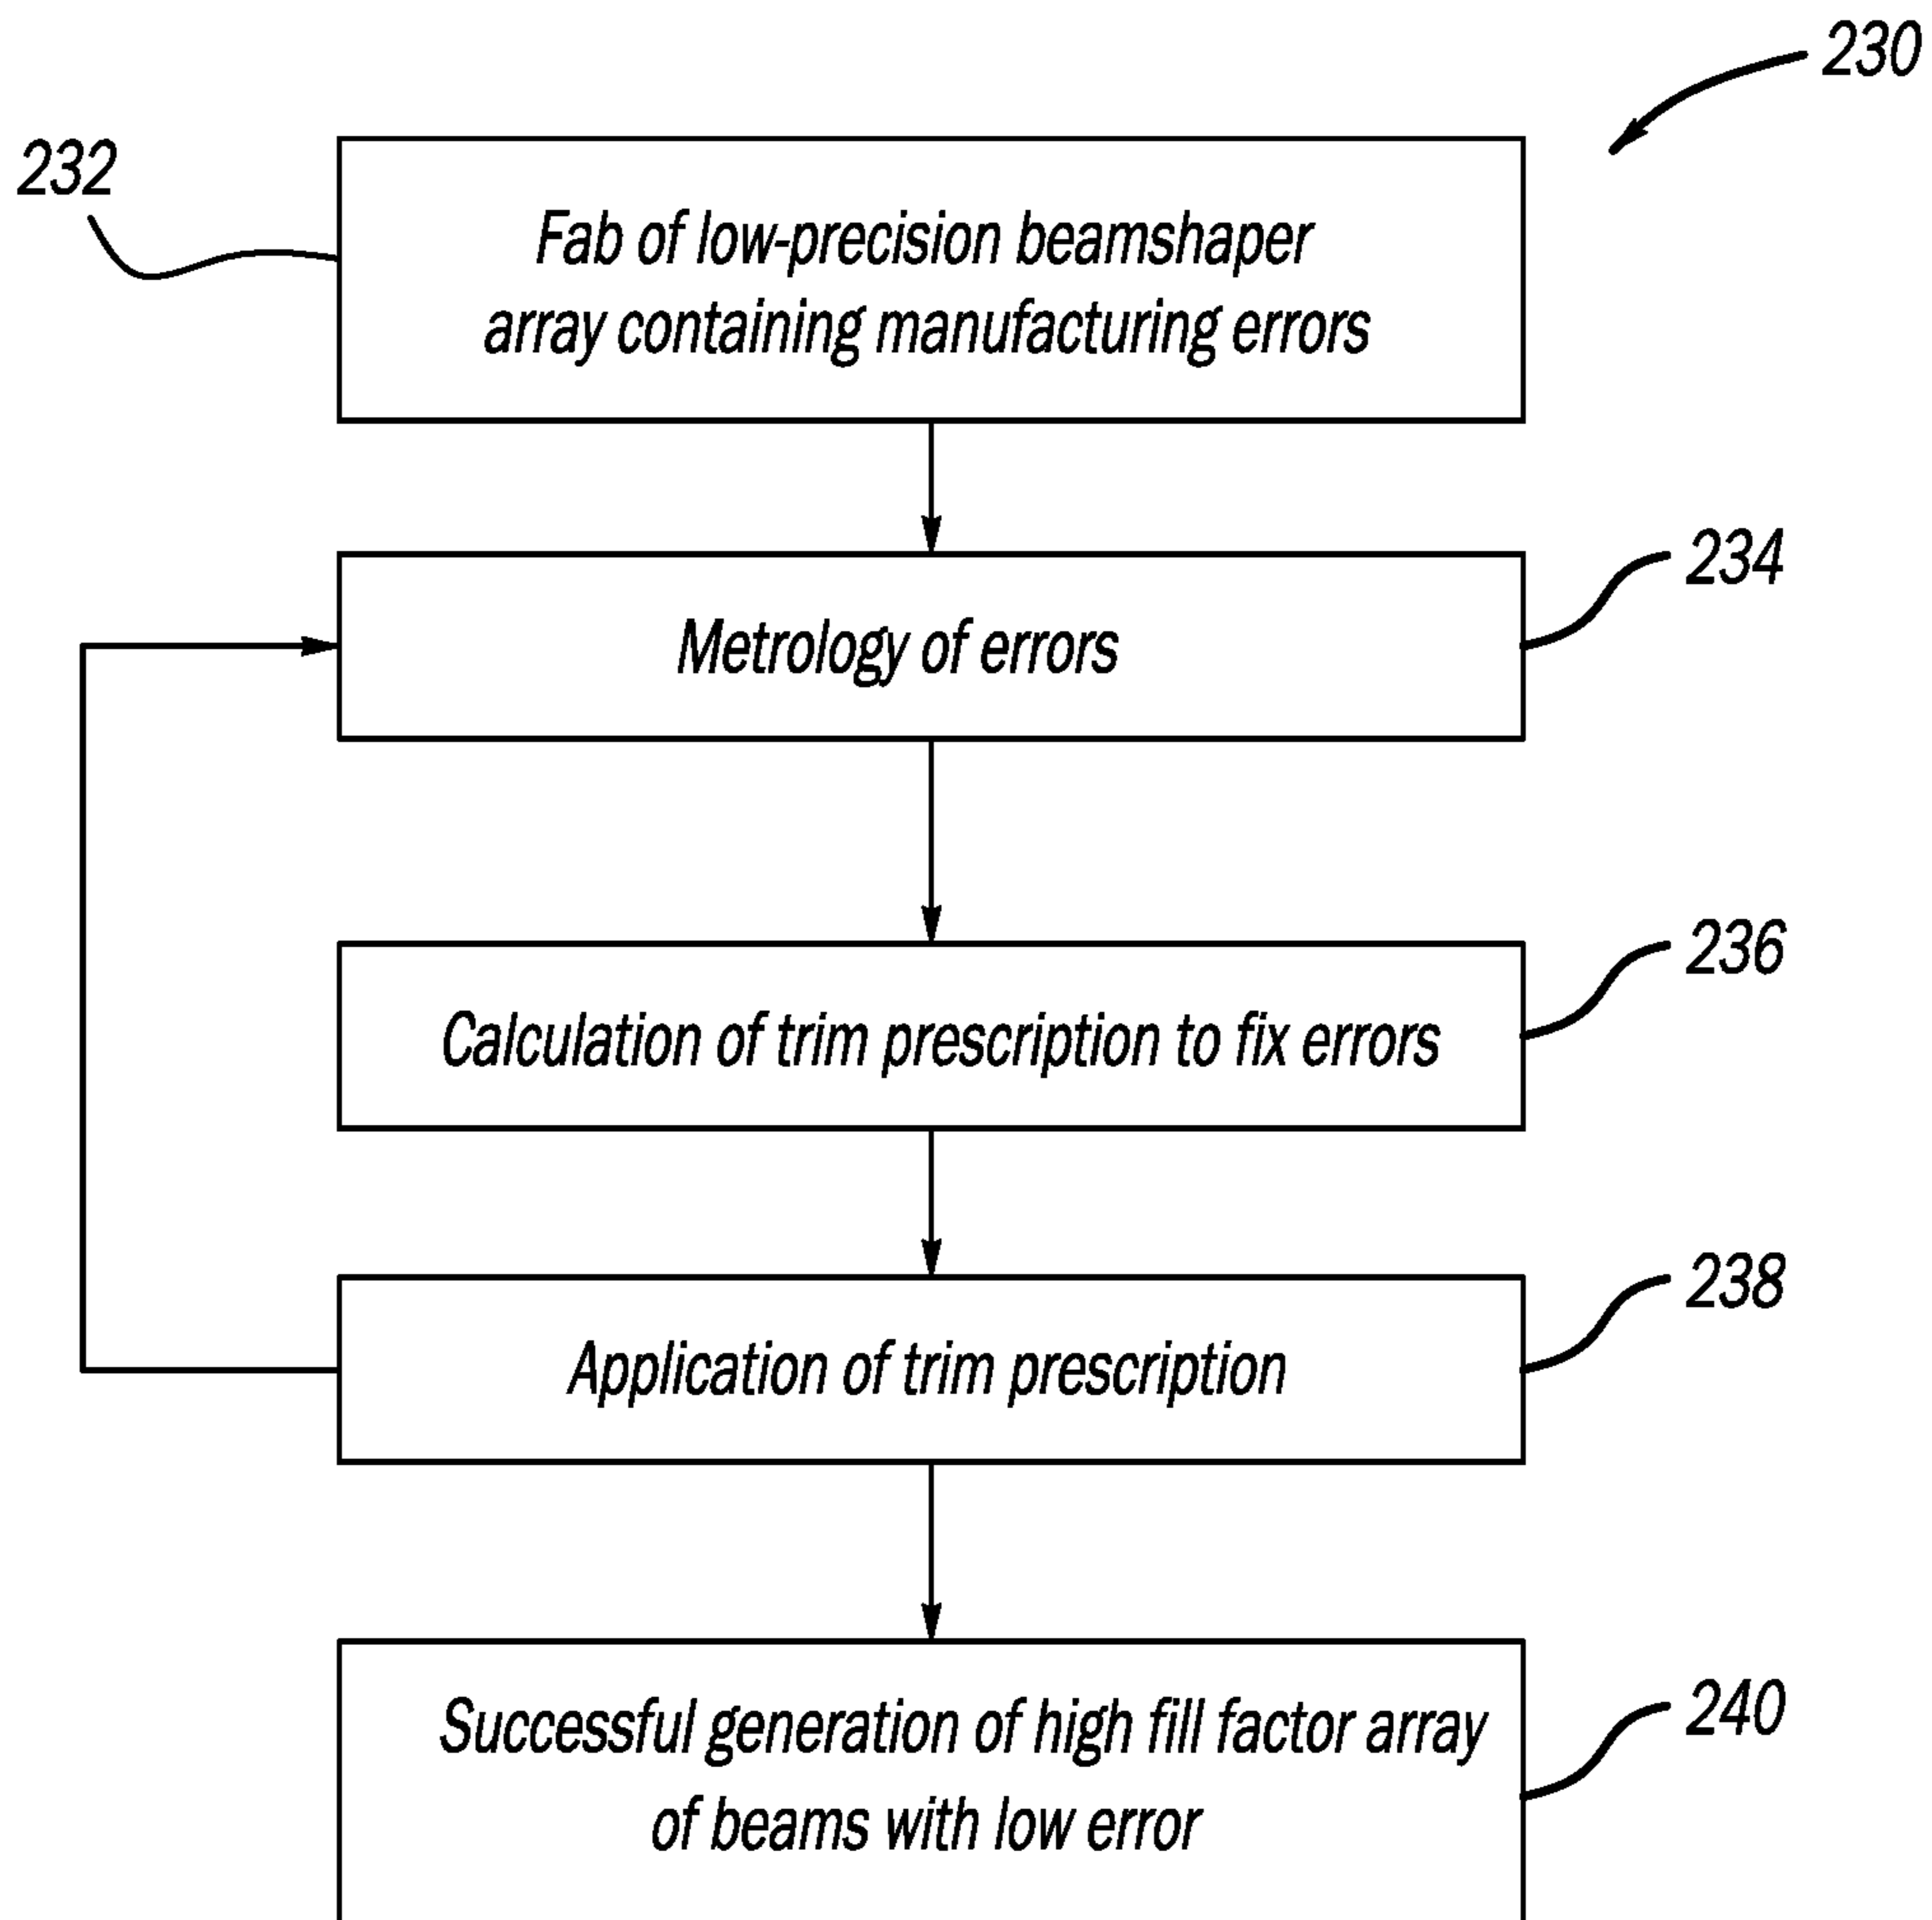 230
232
Fab of low-precision beamshaper
array containing manufacturing errors
234
Metrology of errors
236
Calculation of trim prescription to fix errors
238
Application of trim prescription
240
Successful generation of high fill factor array
of beams with low error